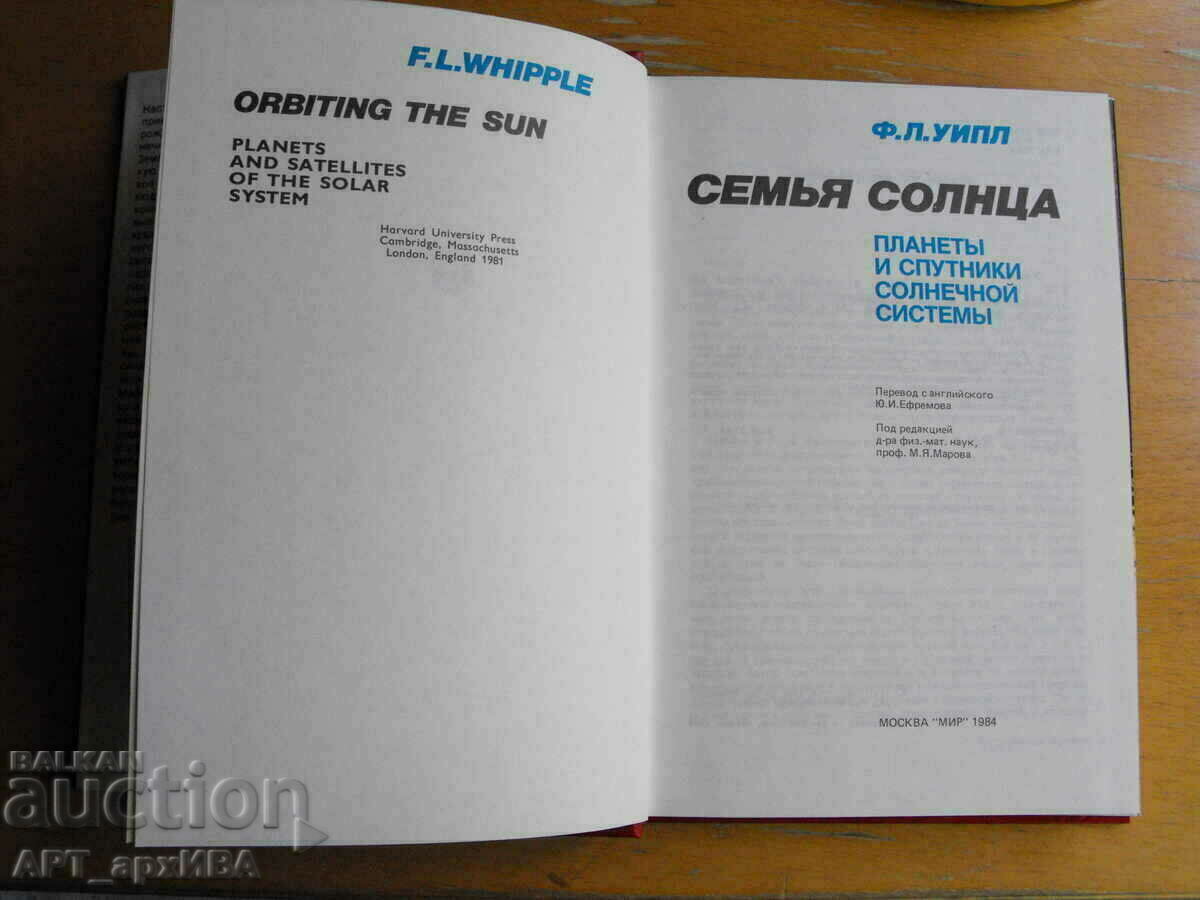 F.L.WHIPPLE
ORBITING THE SUN
PLANETS
AND SATELLITES
OF THE SOLAR
SYSTEM
Harvard University Press
Cambridge, Massachusetts
London, England 1981
Ф.Л.УИПЛ
СЕМЬЯ СОЛНЦА
ПЛАНЕТЫ
И СПУТНИКИ
СОЛНЕЧНОЙ
СИСТЕМЫ
Перевод с английского
Ю.И.Ефремова
Под редакцией
д-ра физ.-мат. наук,
проф. М.Я.Марова
МОСКВА "МИР" 1984
BALKAN
auction
АРТ_архИВА